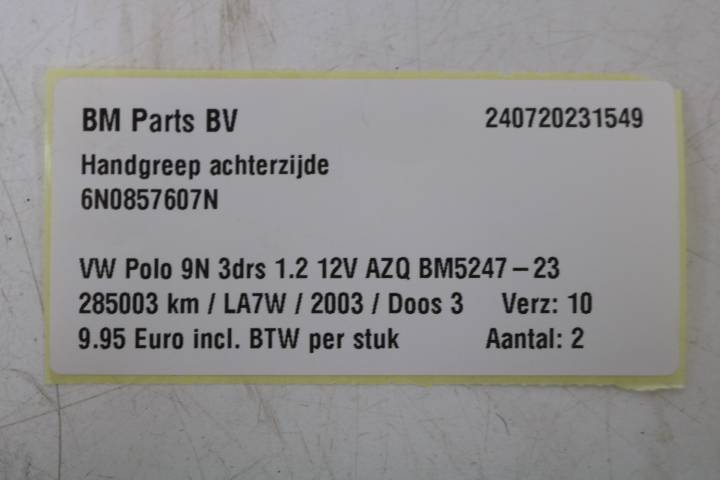 BM Parts BV 240720231549
Handgreep achterzijde
6N0857607N
VW Polo 9N 3drs 1.2 12V AZQ BM5247 – 23
285003 km / LA7W / 2003 / Doos 3 Verz: 10
9.95 Euro incl. BTW per stuk Aantal: 2